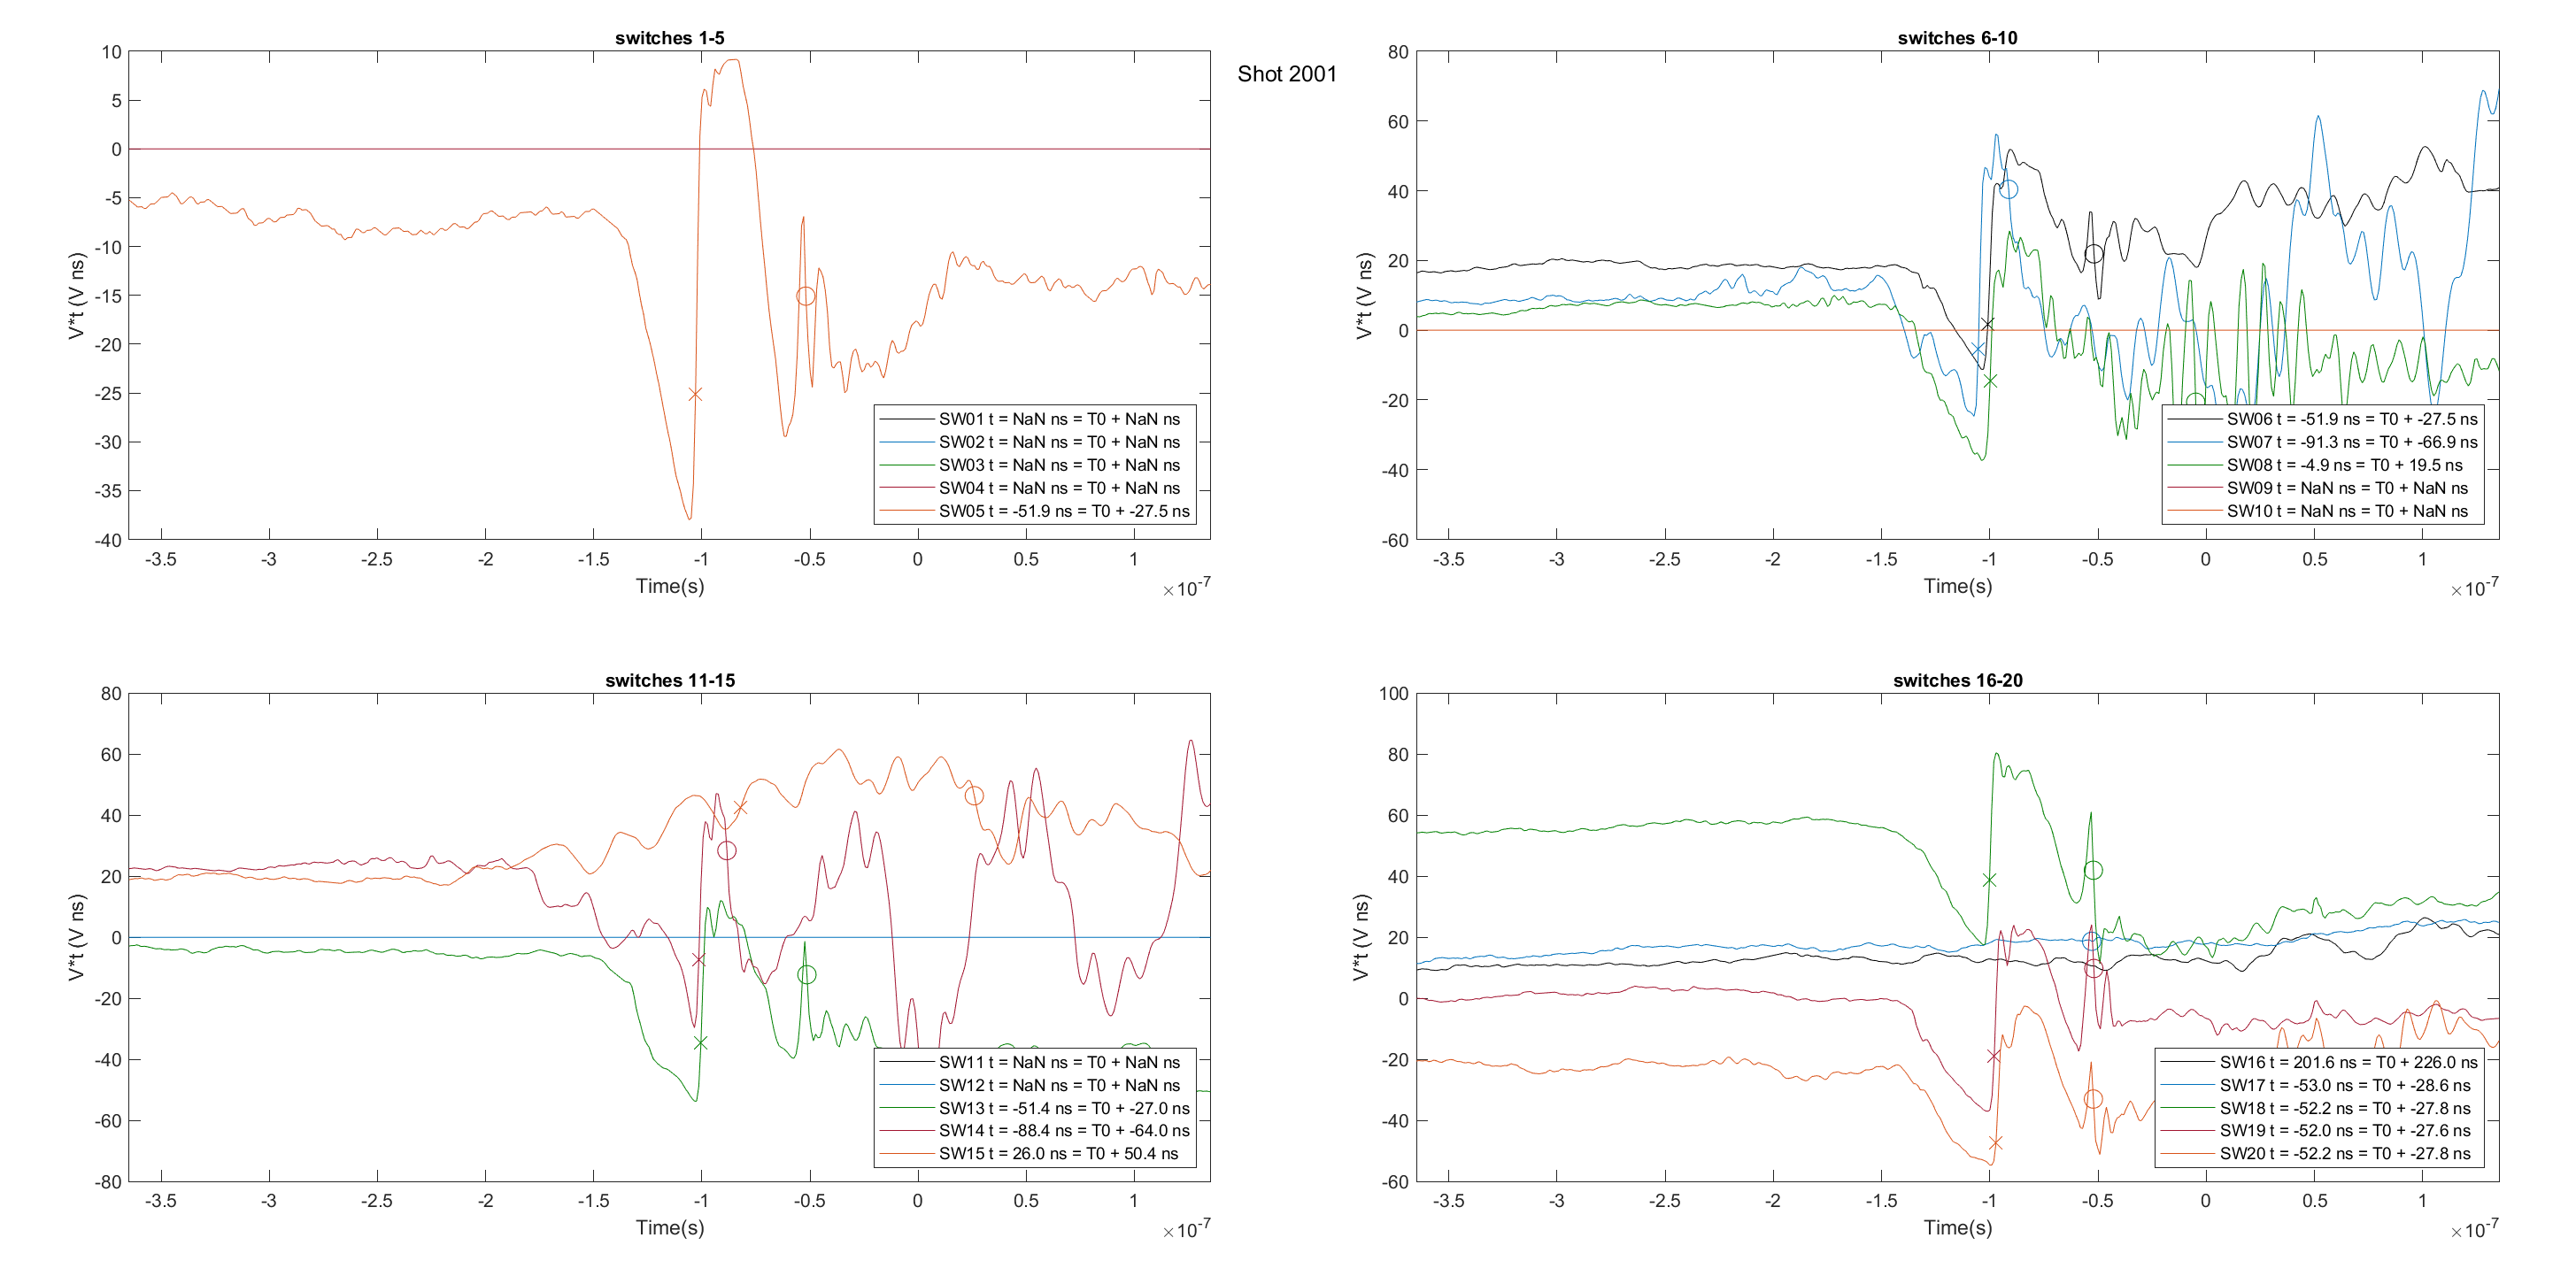 Shot 2001
switches 1-5
10
5
0
-5
-10
-15
-20
-25
-30
-35
-40
V*t (V ns)
-3.5 -3 -2.5 -2 -1.5 -1 -0.5 0 0.5 1
Time(s)
×10-7
SW01 t = NaN ns = T0 + NaN ns
SW02 t = NaN ns = T0 + NaN ns
SW03 t = NaN ns = T0 + NaN ns
SW04 t = NaN ns = T0 + NaN ns
SW05 t = -51.9 ns = T0 + -27.5 ns
switches 6-10
80
60
40
20
0
-20
-40
-60
V*t (V ns)
-3.5 -3 -2.5 -2 -1.5 -1 -0.5 0 0.5 1
Time(s)
×10-7
SW06 t = -51.9 ns = T0 + -27.5 ns
SW07 t = -91.3 ns = T0 + -66.9 ns
SW08 t = -4.9 ns = T0 + 19.5 ns
SW09 t = NaN ns = T0 + NaN ns
SW10 t = NaN ns = T0 + NaN ns
switches 11-15
80
60
40
20
0
-20
-40
-60
-80
V*t (V ns)
-3.5 -3 -2.5 -2 -1.5 -1 -0.5 0 0.5 1
Time(s)
×10-7
SW11 t = NaN ns = T0 + NaN ns
SW12 t = NaN ns = T0 + NaN ns
SW13 t = -51.4 ns = T0 + -27.0 ns
SW14 t = -88.4 ns = T0 + -64.0 ns
SW15 t = 26.0 ns = T0 + 50.4 ns
switches 16-20
100
80
60
40
20
0
-20
-40
-60
V*t (V ns)
-3.5 -3 -2.5 -2 -1.5 -1 -0.5 0 0.5 1
Time(s)
×10-7
SW16 t = 201.6 ns = T0 + 226.0 ns
SW17 t = -53.0 ns = T0 + -28.6 ns
SW18 t = -52.2 ns = T0 + -27.8 ns
SW19 t = -52.0 ns = T0 + -27.6 ns
SW20 t = -52.2 ns = T0 + -27.8 ns